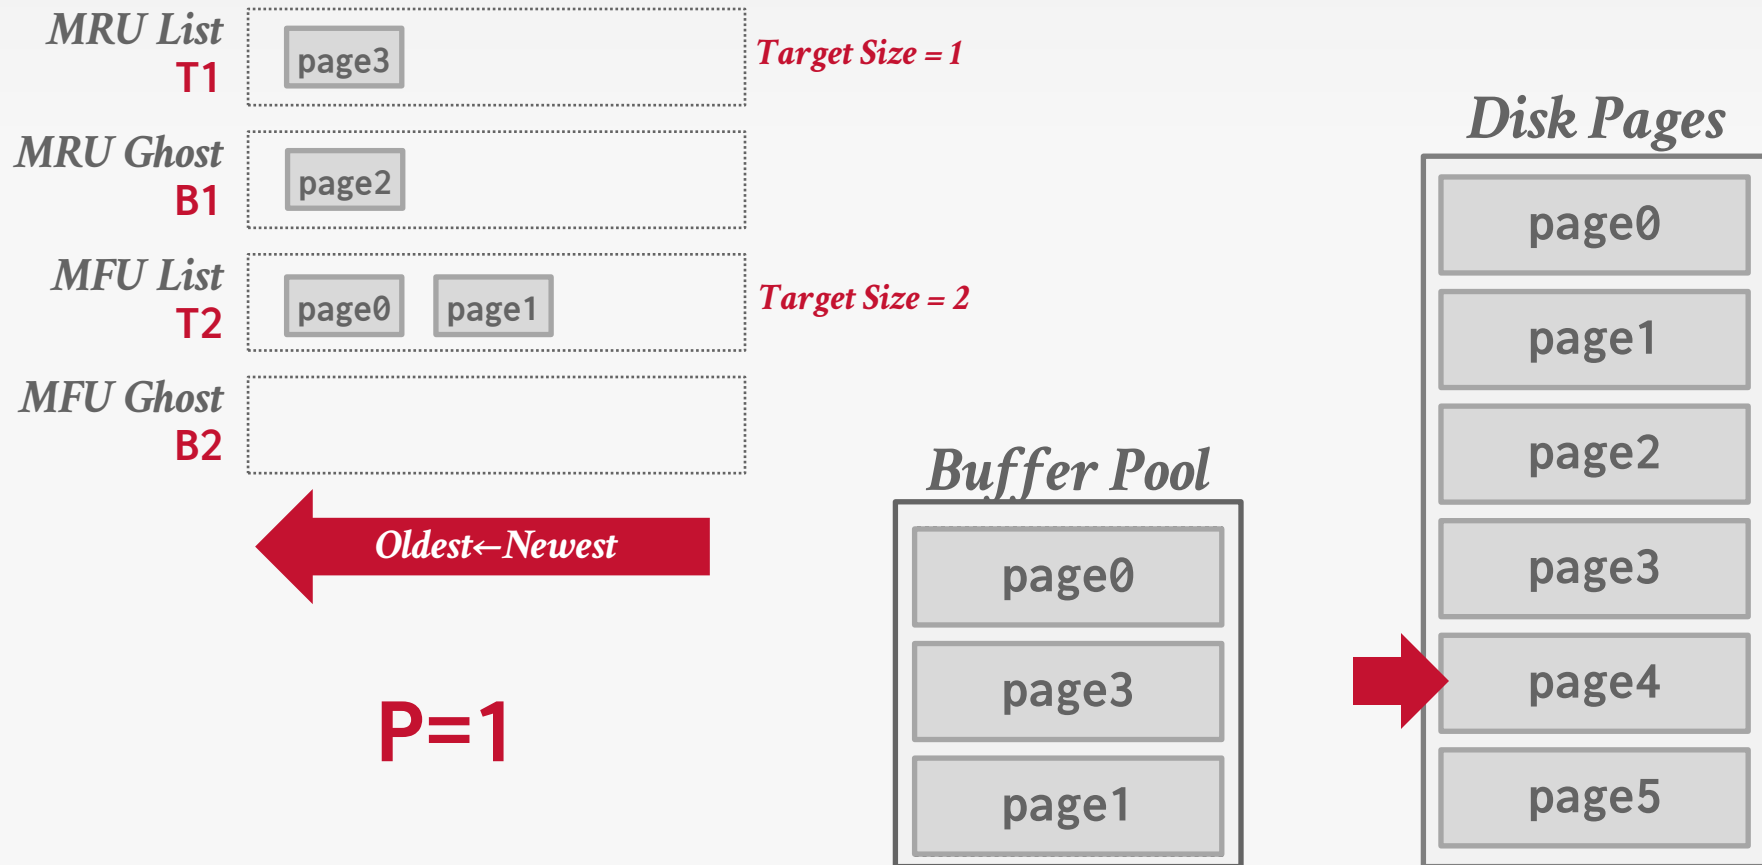 MRU List
T1
page3
Target Size = 1
MRU Ghost
B1
page2
MFU List
T2
page0 page1
Target Size = 2
MFU Ghost
B2
Oldest←Newest
P=1
Buffer Pool
page0
page3
page1
Disk Pages
page0
page1
page2
page3
page4
page5